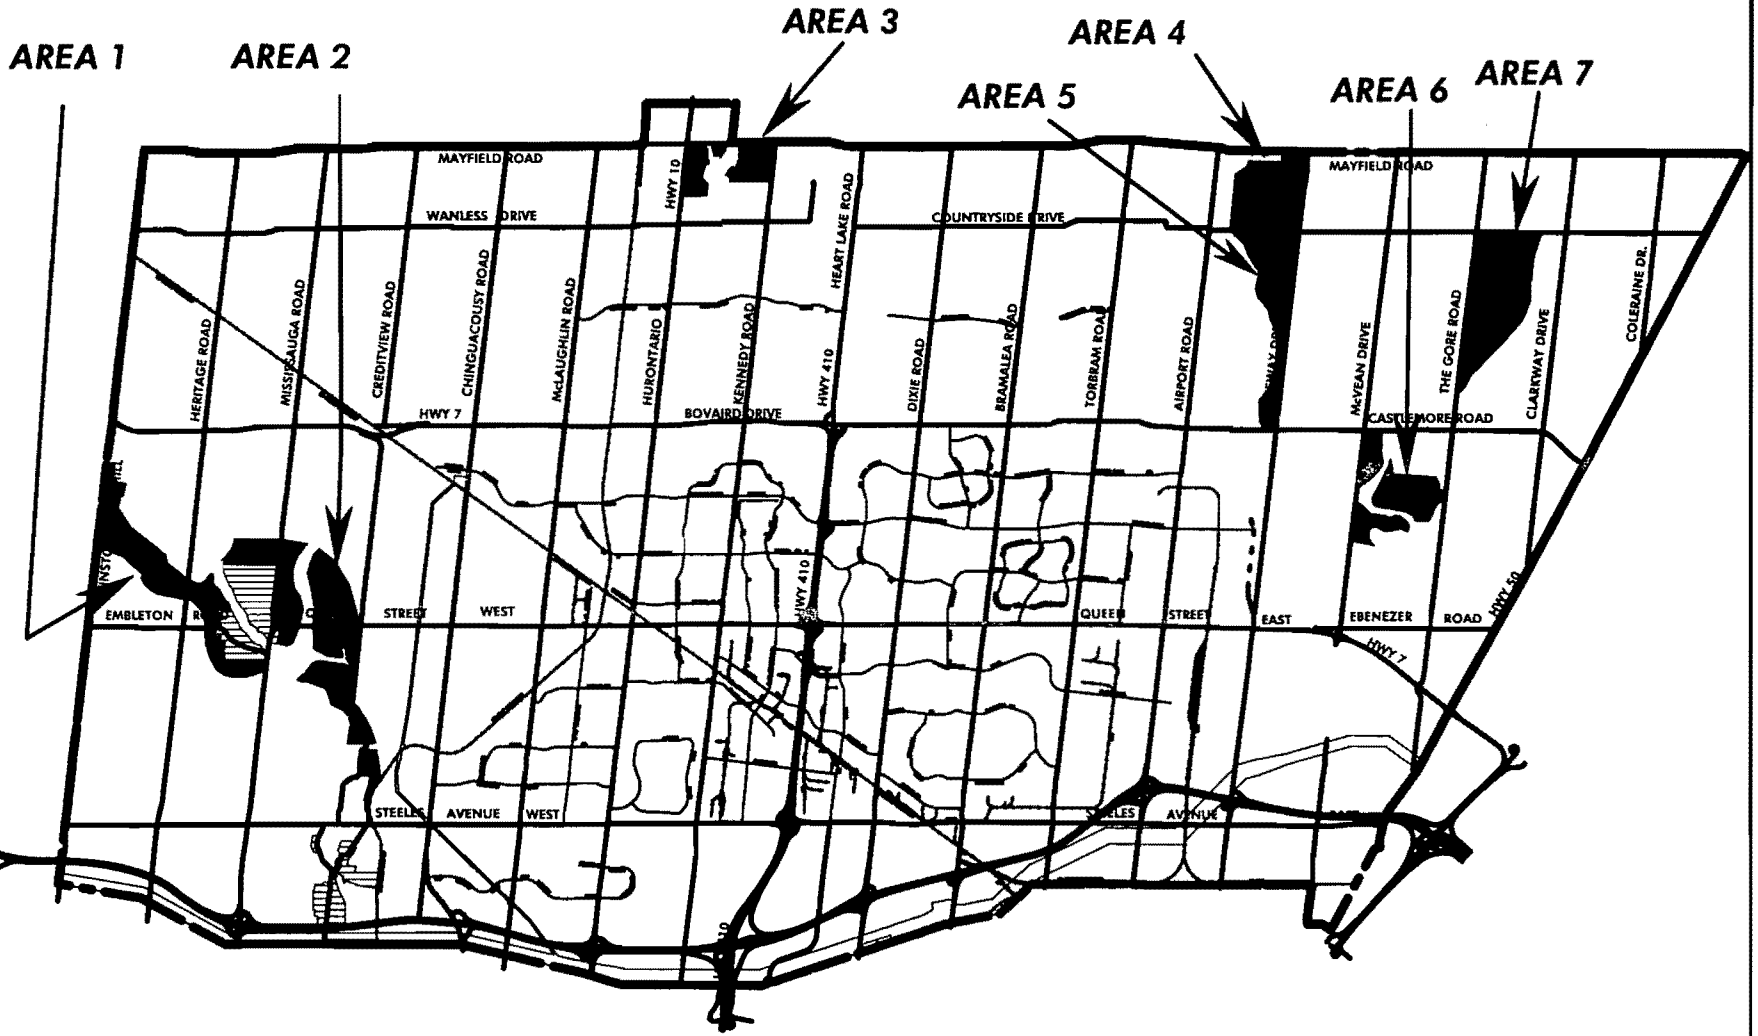 AREA 3
AREA 4
AREA 1
AREA 2
AREA 5
AREA 6
AREA 7
MAYFIELD ROAD
MAYFIELD ROAD
HWY 10
WANLESS DRIVE
COUNTRYSIDE DRIVE
HERITAGE ROAD
MISSISSAUGA ROAD
CREDITVIEW ROAD
CHINGUACOUSY ROAD
McLAUGHLIN ROAD
HURONTARIO
KENNEDY ROAD
HEART LAKE ROAD
HWY 410
DIXIE ROAD
BRAMALEA ROAD
TORBRAM ROAD
AIRPORT ROAD
McVEAN DRIVE
THE GORE ROAD
CLARKWAY DRIVE
COLERAINE DR.
HWY 7
BOVAIRD DRIVE
CASTLEMORE ROAD
HWY 410
HWY 50
EMBLETON
STREET WEST
QUEEN STREET EAST
EBENEZER ROAD
HWY 7
STEELES AVENUE WEST
STEELES AVENUE